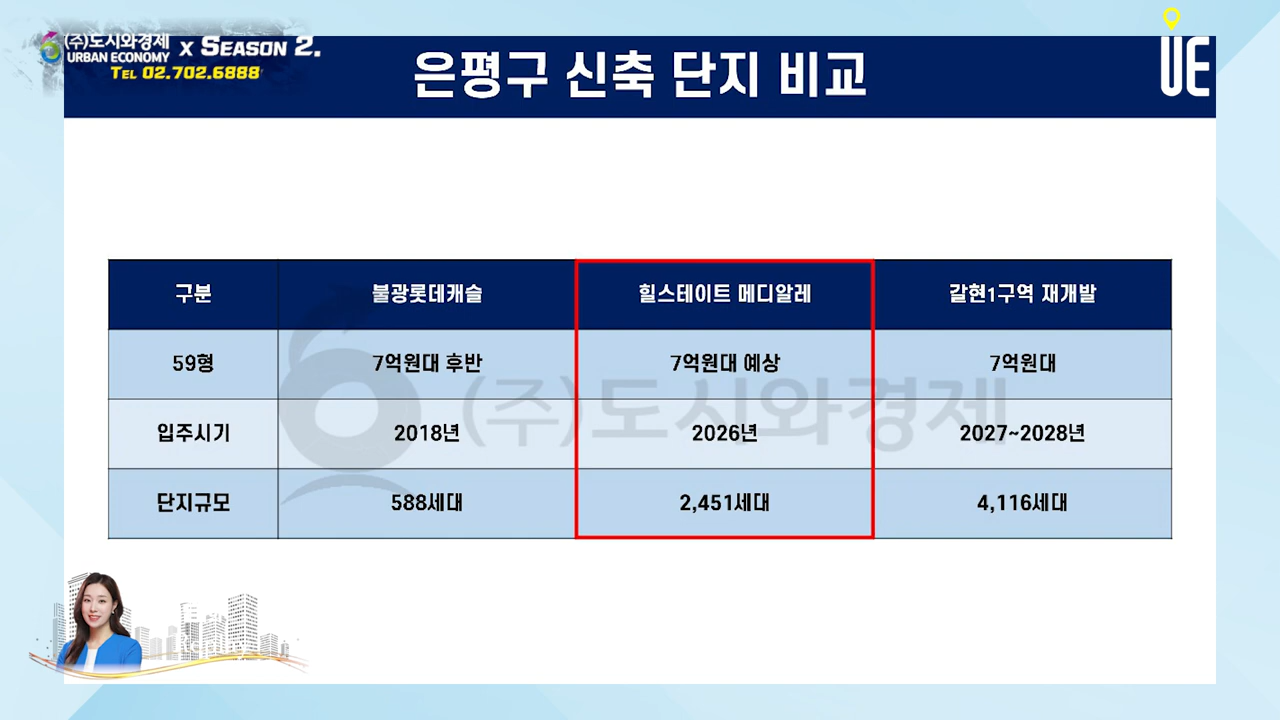 (주)도시와경제
URBAN ECONOMY
X SEASON 2.
TEL 02.702.6888
은평구 신축 단지 비교
UE
구분 불광롯데캐슬 힐스테이트 메디알레 갈현1구역 재개발
59형 7억원대 후반 7억원대 예상 7억원대
입주시기 2018년 2026년 2027~2028년
단지규모 588세대 2,451세대 4,116세대
(주)도시와경제